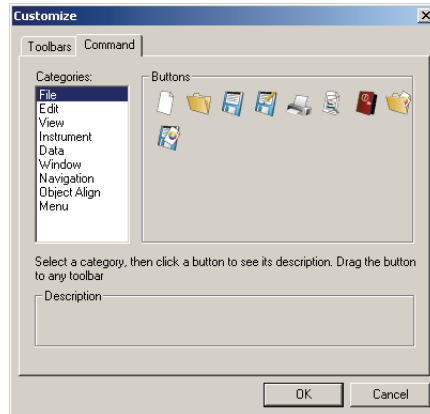 Customize
Toolbars Command
Categories:
Buttons
File
Edit
View
Instrument
Data
Window
Navigation
Object Align
Menu
Select a category, then click a button to see its description. Drag the button
to any toolbar
Description
OK Cancel